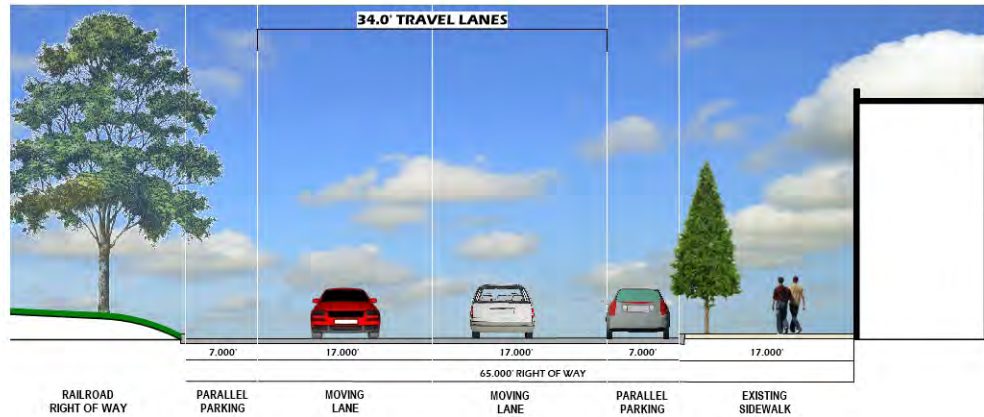 34.0' TRAVEL LANES
7.000' 17.000' 17.000' 7.000' 17.000'
65.000' RIGHT OF WAY
RAILROAD
RIGHT OF WAY
PARALLEL
PARKING
MOVING
LANE
MOVING
LANE
PARALLEL
PARKING
EXISTING
SIDEWALK